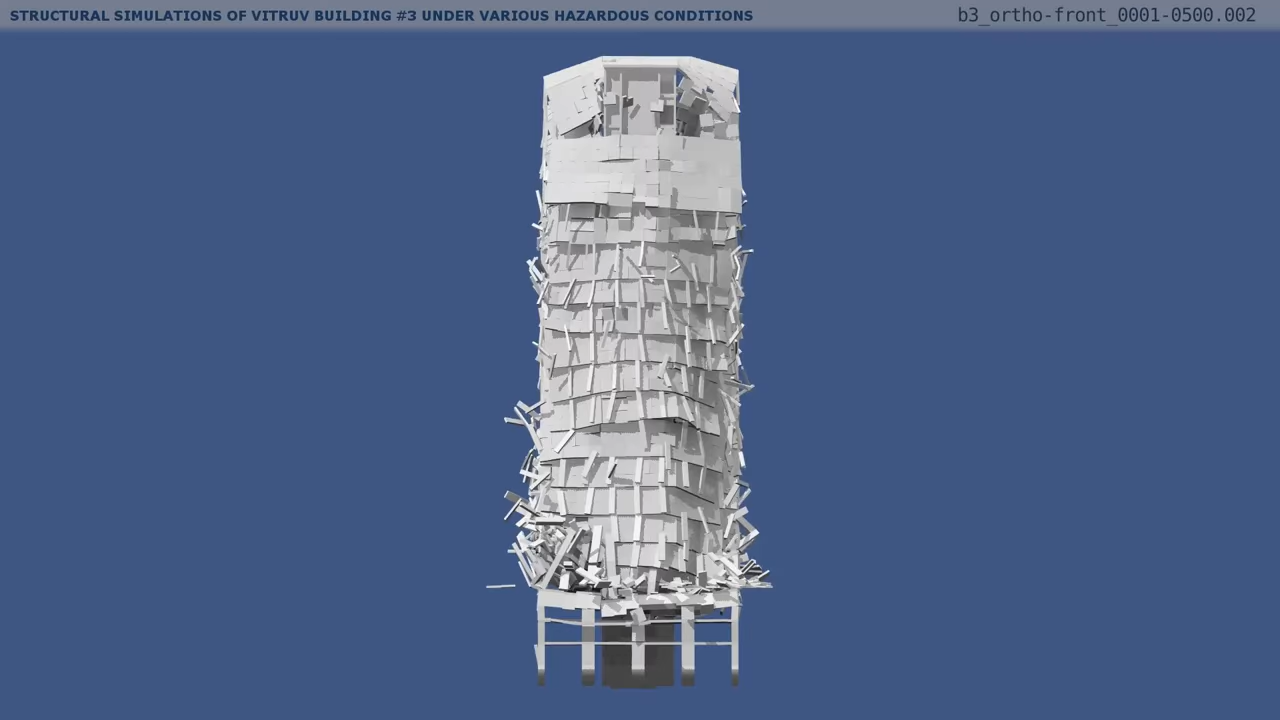 STRUCTURAL SIMULATIONS OF VITRUV BUILDING #3 UNDER VARIOUS HAZARDOUS CONDITIONS
b3_ortho-front_0001-0500.002